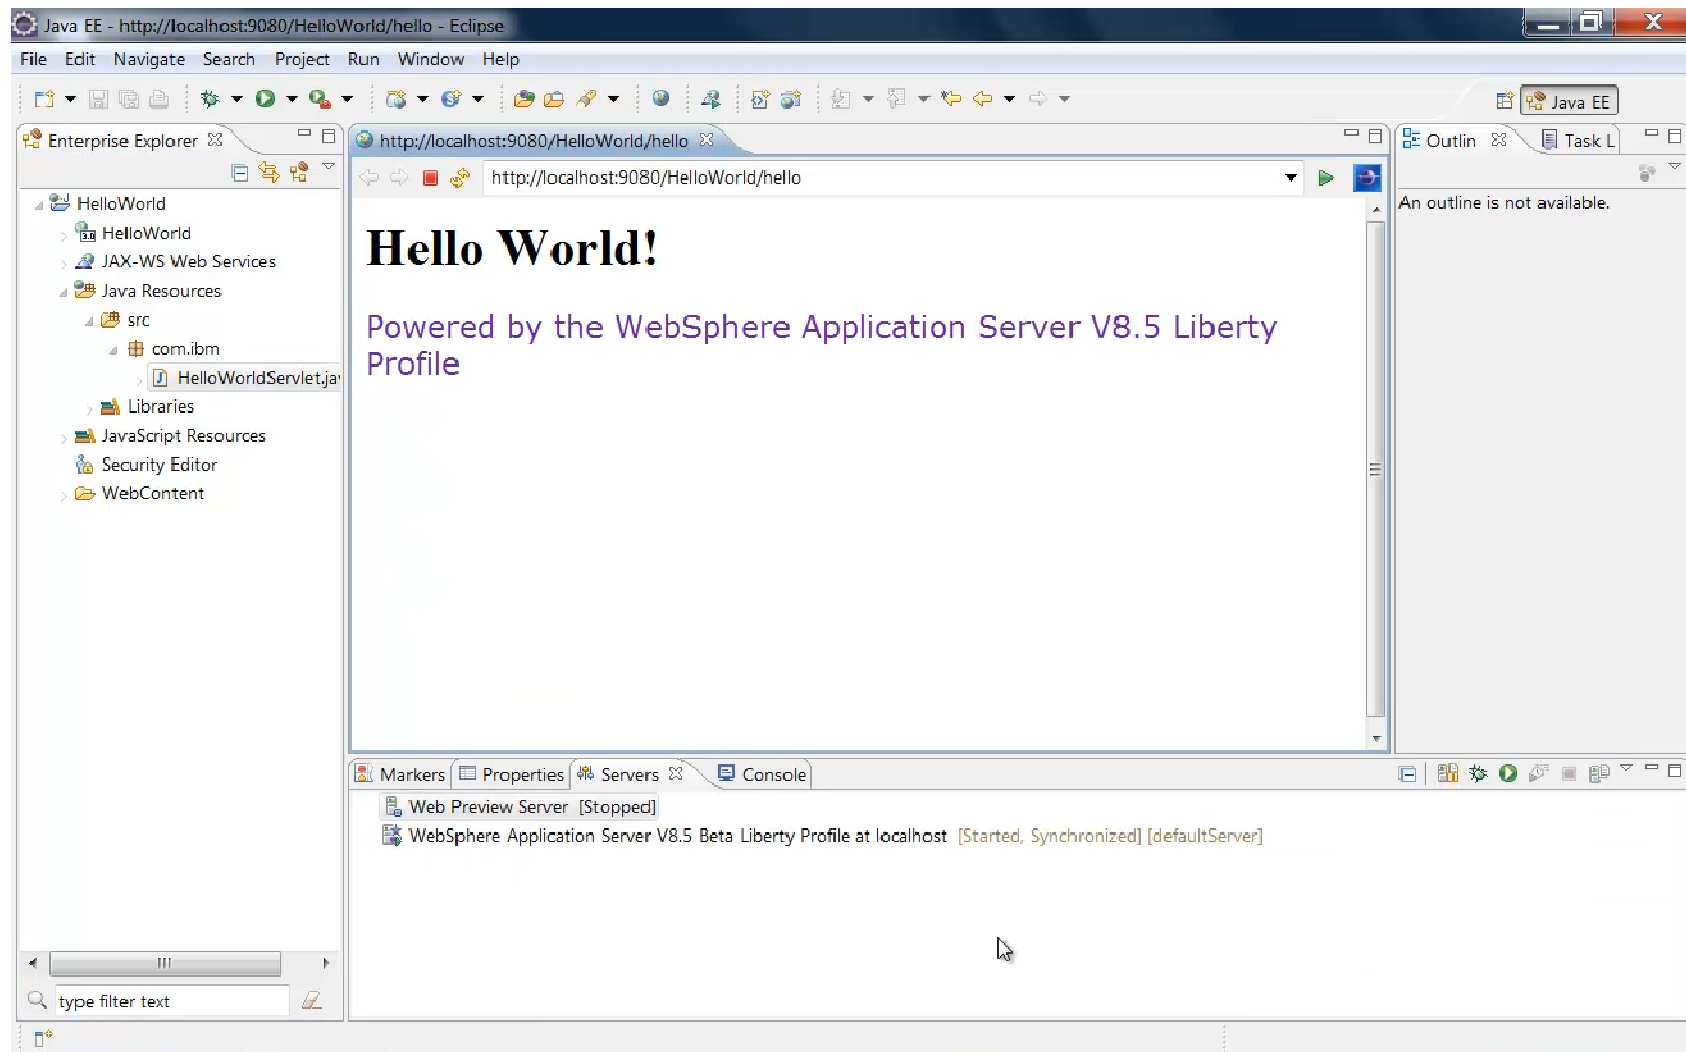 Java EE - http://localhost:9080/HelloWorld/hello - Eclipse
File Edit Navigate Search Project Run Window Help
Java EE
Enterprise Explorer
http://localhost:9080/HelloWorld/hello
Outlin
Task L
http://localhost:9080/HelloWorld/hello
HelloWorld
HelloWorld
JAX-WS Web Services
Java Resources
src
com.ibm
HelloWorldServlet.ja
Libraries
JavaScript Resources
Security Editor
WebContent
type filter text
Hello World!
Powered by the WebSphere Application Server V8.5 Liberty
Profile
An outline is not available.
Markers Properties Servers Console
Web Preview Server [Stopped]
WebSphere Application Server V8.5 Beta Liberty Profile at localhost [Started, Synchronized] [defaultServer]